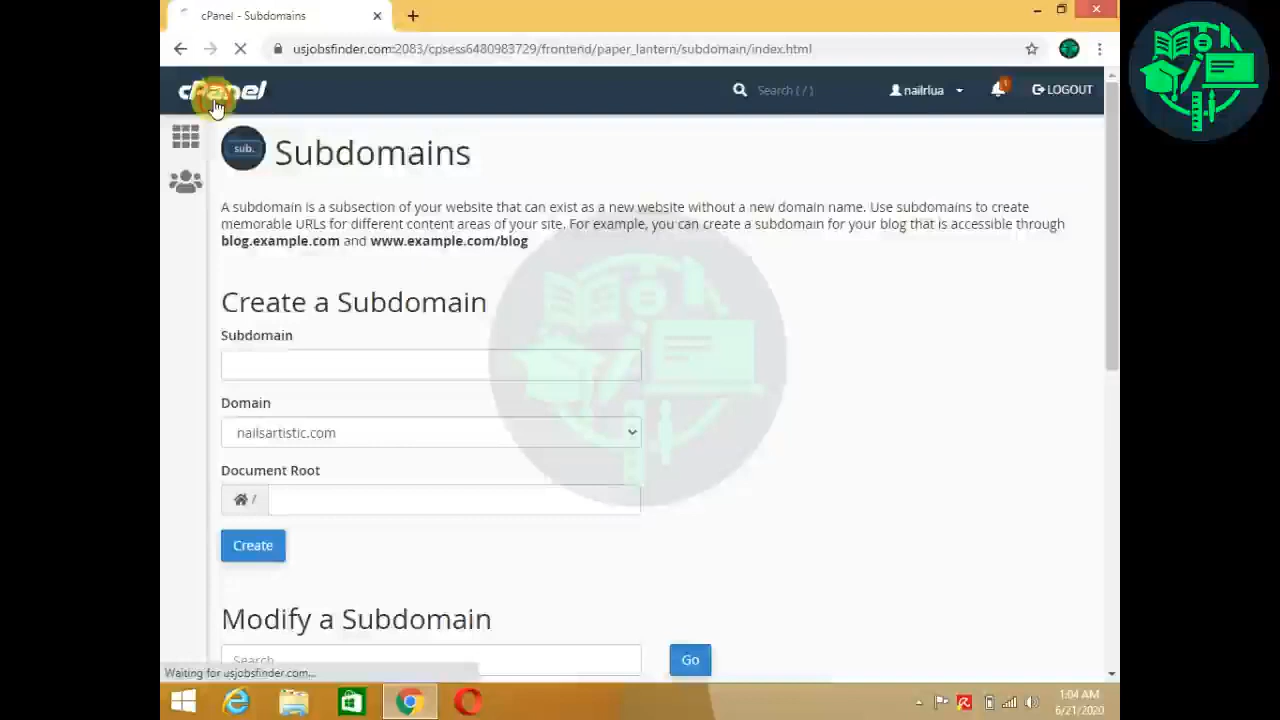 cPanel - Subdomains
usjobsfinder.com:2083/cpsess6480983729/frontend/paper_lantern/subdomain/index.html
cPanel
Search ( / )
nailrlua
1
LOGOUT
sub.
Subdomains
A subdomain is a subsection of your website that can exist as a new website without a new domain name. Use subdomains to create
memorable URLs for different content areas of your site. For example, you can create a subdomain for your blog that is accessible through
blog.example.com and www.example.com/blog
Create a Subdomain
Subdomain
Domain
nailsartistic.com
Document Root
/
Create
Modify a Subdomain
Search
Go
Waiting for usjobsfinder.com...
1:04 AM
6/21/2020